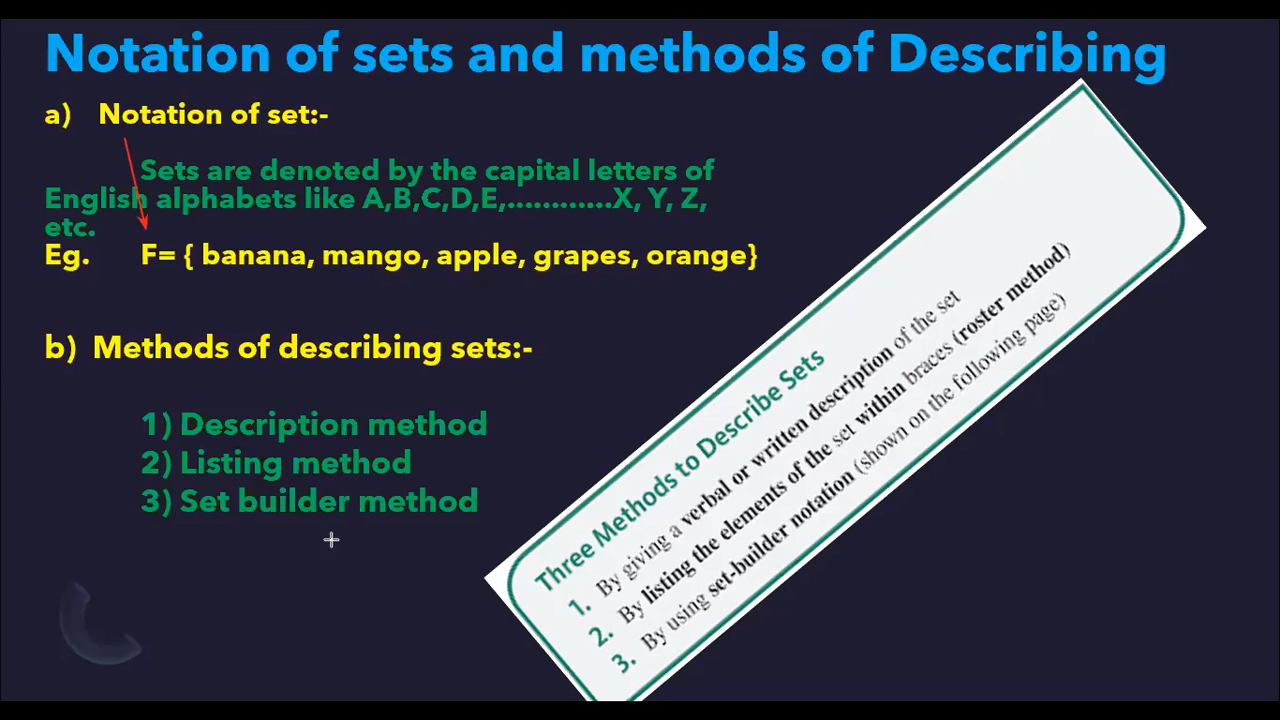 Notation of sets and methods of Describing
a) Notation of set:-
Sets are denoted by the capital letters of
English alphabets like A,B,C,D,E,............X, Y, Z,
etc.
Eg. F= { banana, mango, apple, grapes, orange}
b) Methods of describing sets:-
1) Description method
2) Listing method
3) Set builder method
Three Methods to Describe Sets
1. By giving a verbal or written description of the set
2. By listing the elements of the set within braces (roster method)
3. By using set-builder notation (shown on the following page)